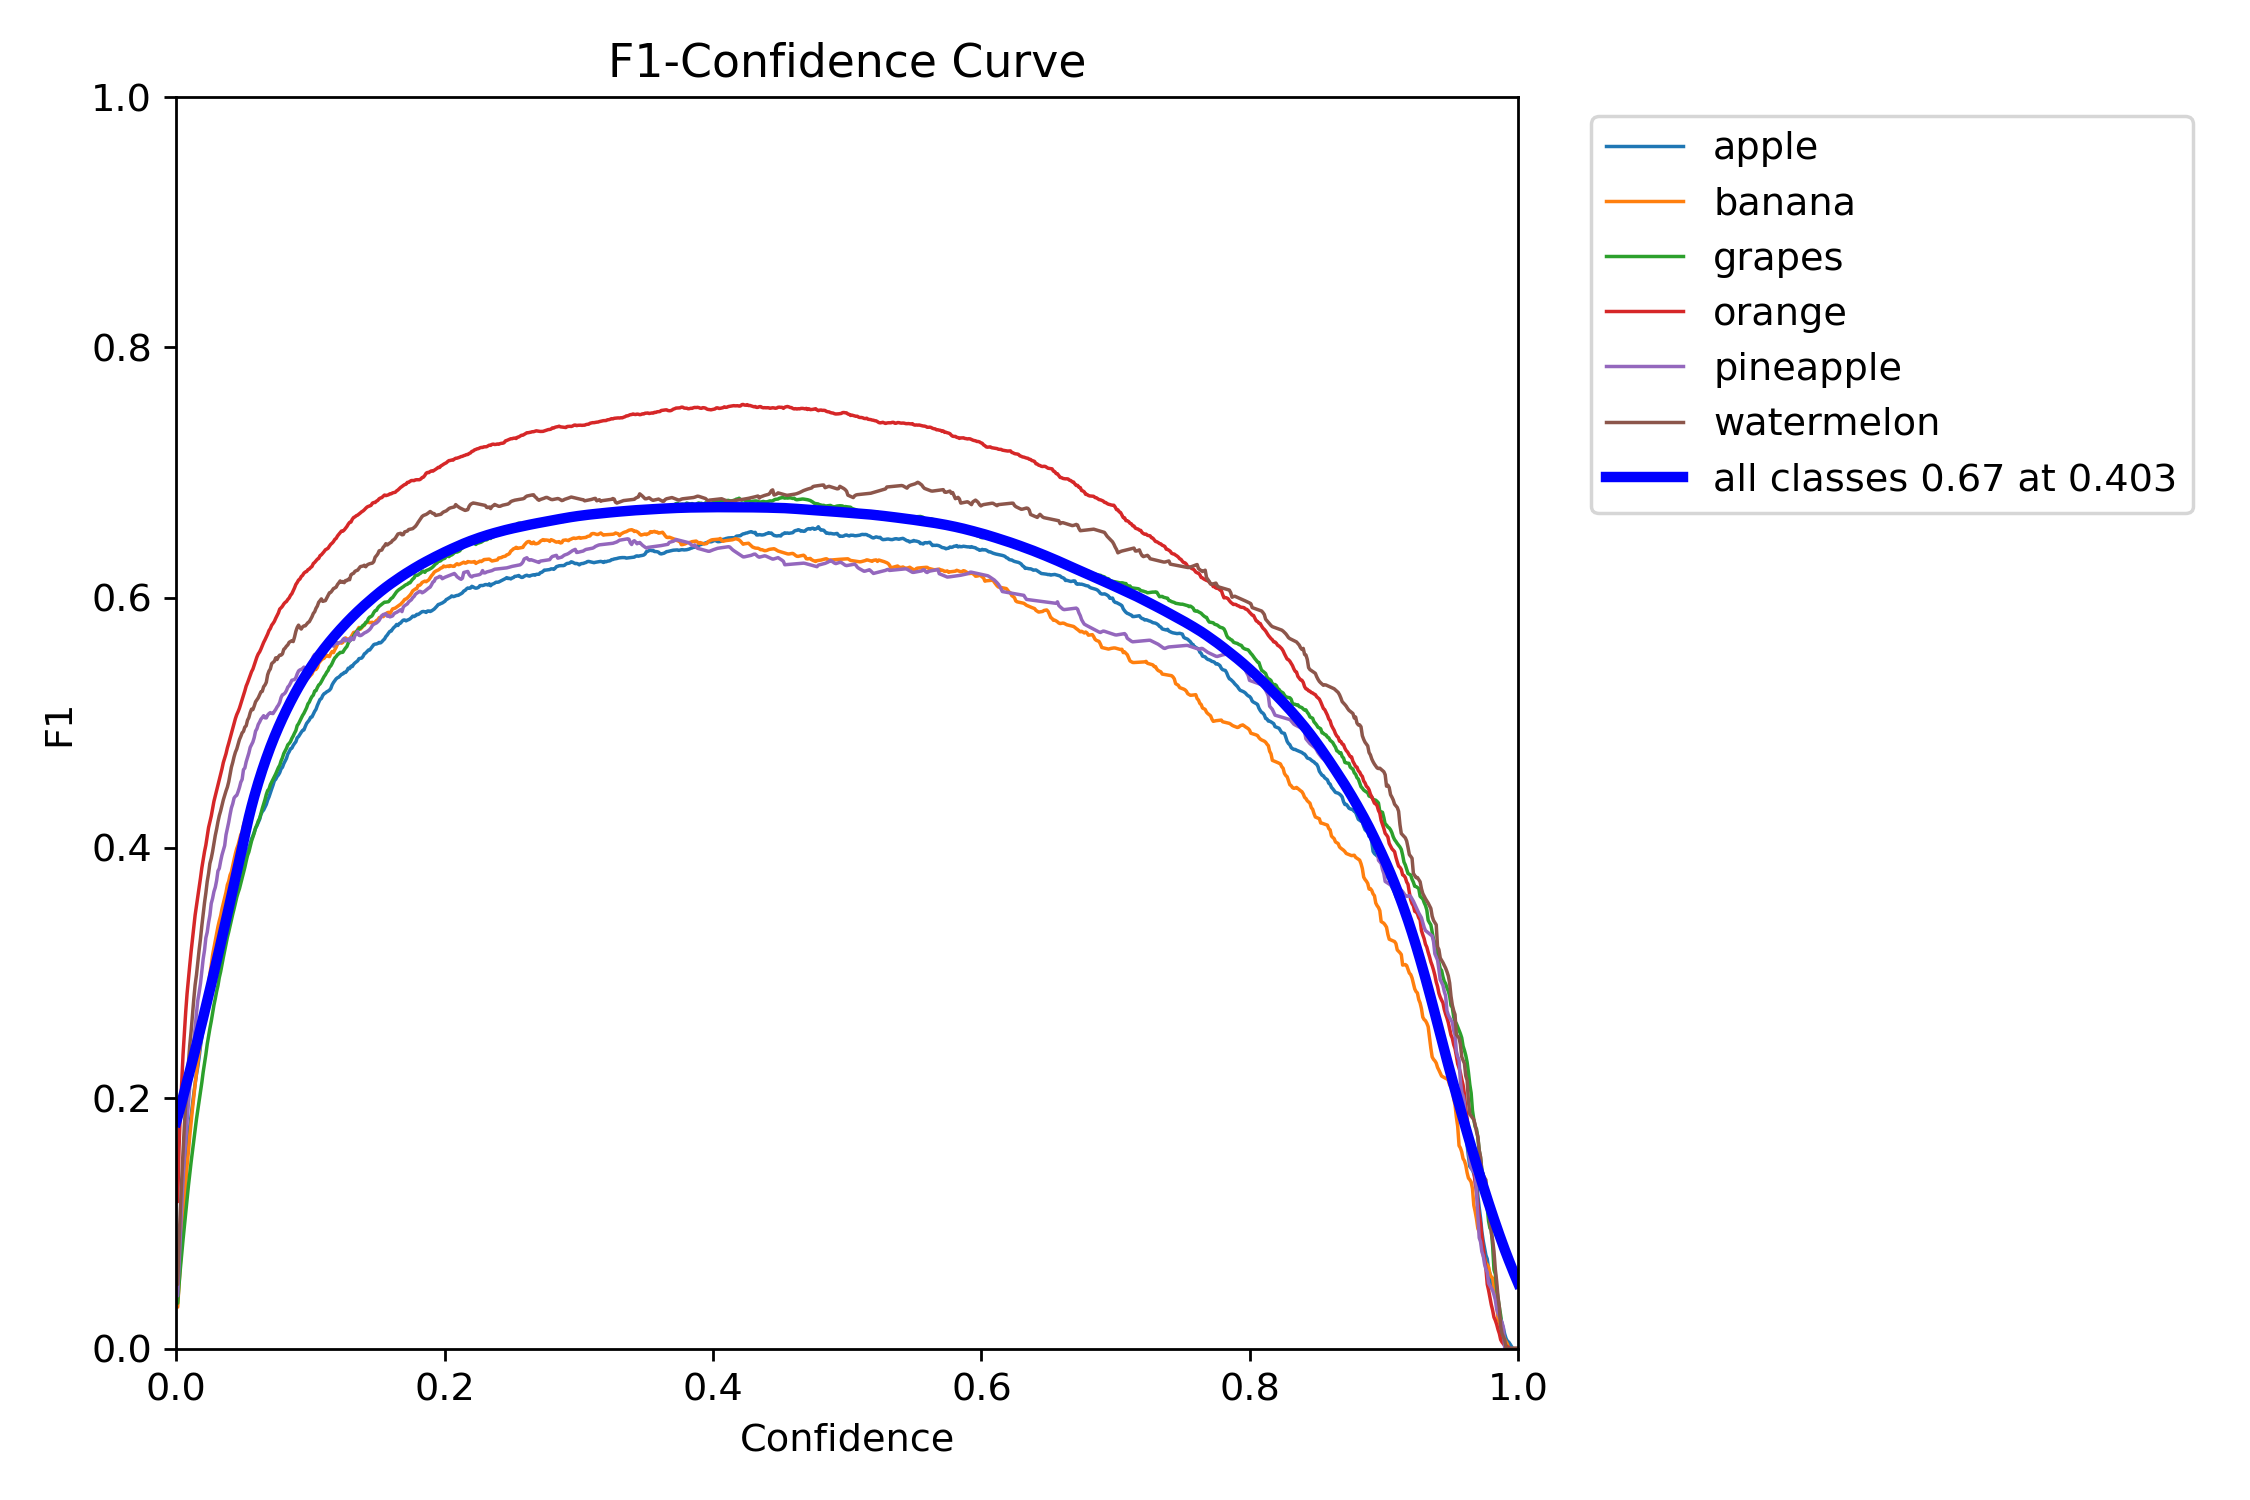 F1-Confidence Curve
1.0
0.8
0.6
0.4
0.2
0.0
F1
0.0 0.2 0.4 0.6 0.8 1.0
Confidence
apple
banana
grapes
orange
pineapple
watermelon
all classes 0.67 at 0.403